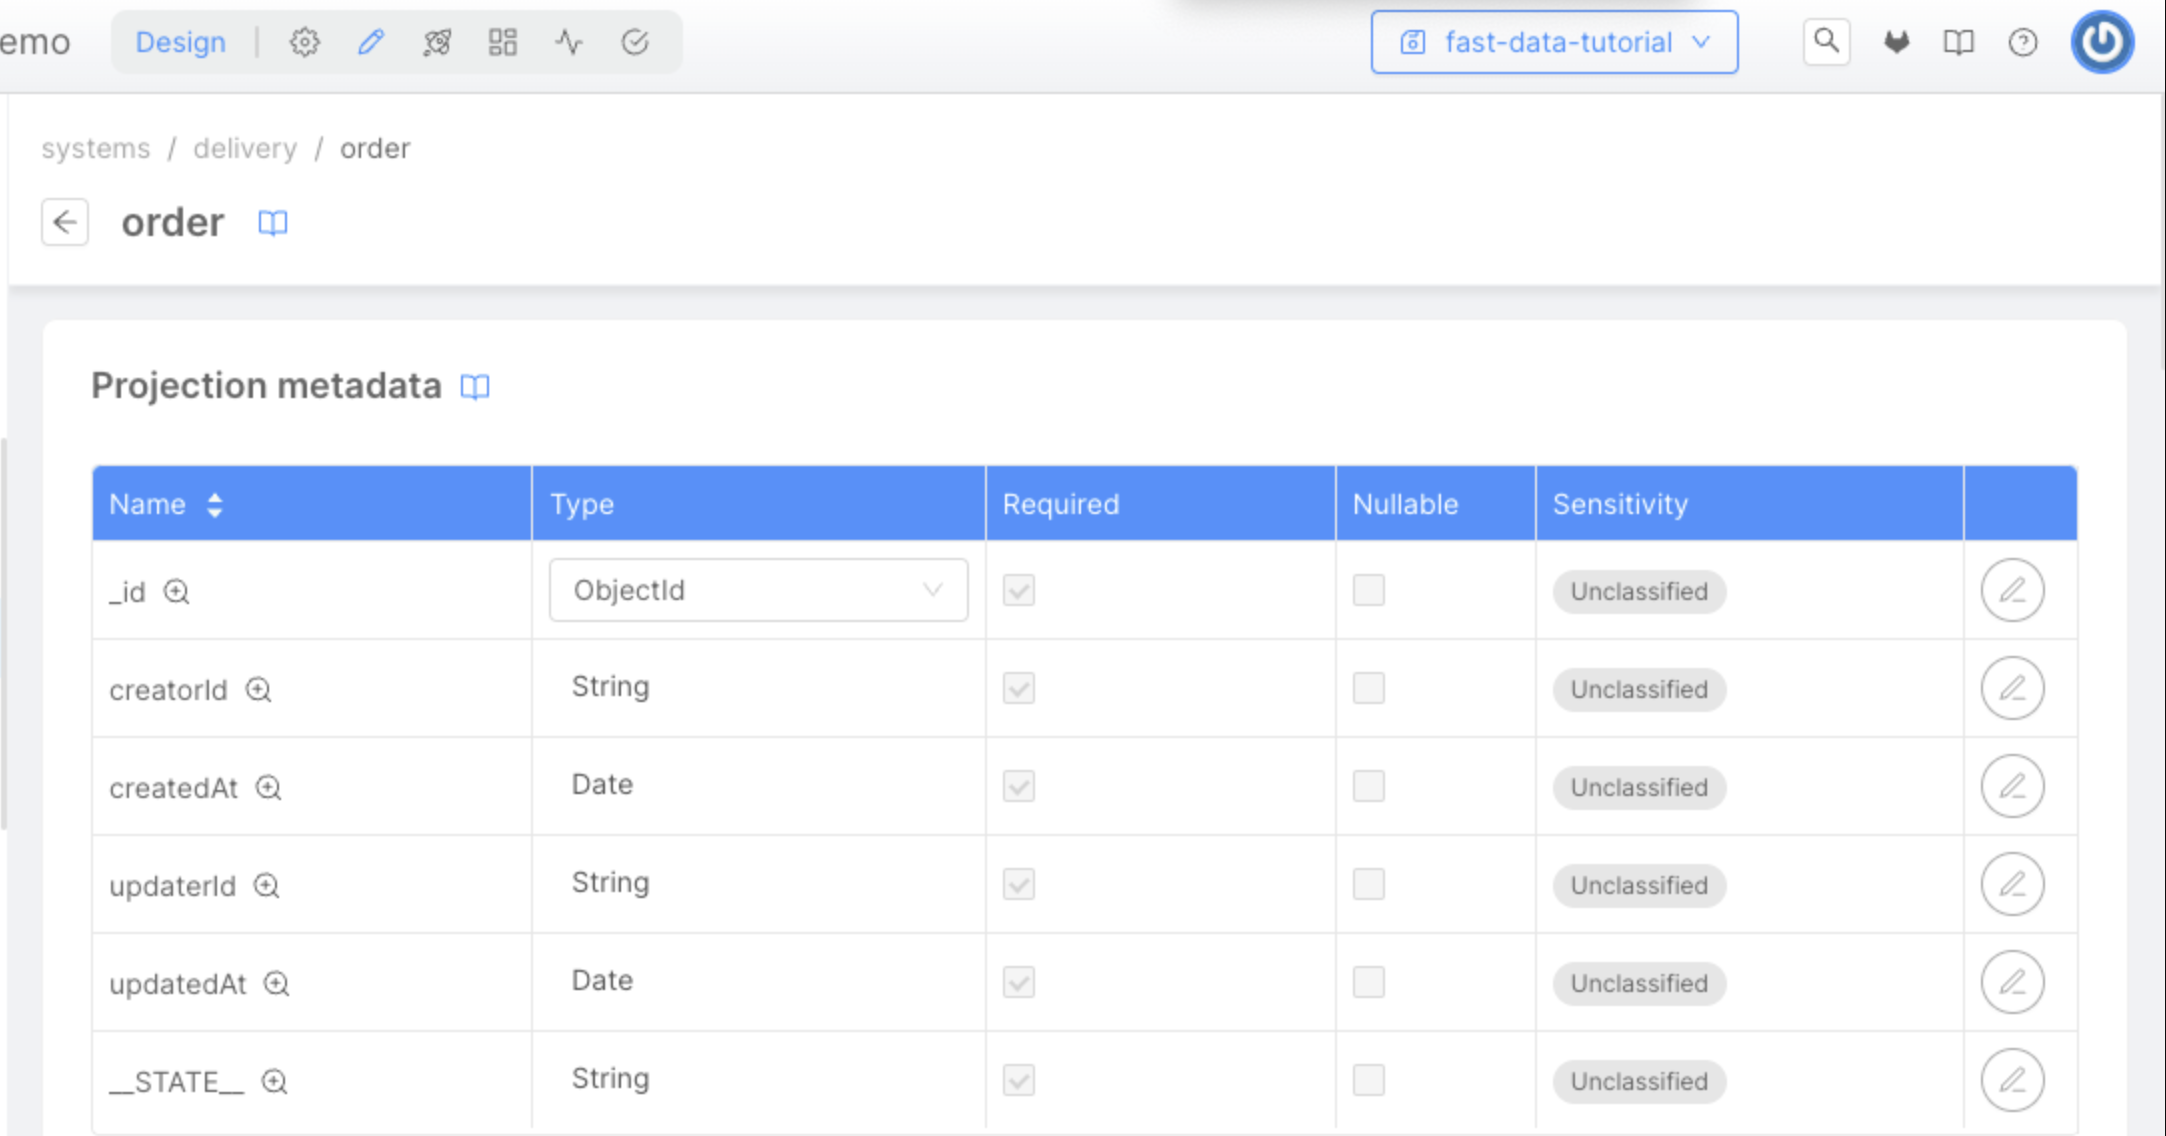 emo Design fast-data-tutorial
systems / delivery / order
order
Projection metadata
Name Type Required Nullable Sensitivity
_id ObjectId Unclassified
creatorId String Unclassified
createdAt Date Unclassified
updaterId String Unclassified
updatedAt Date Unclassified
__STATE__ String Unclassified